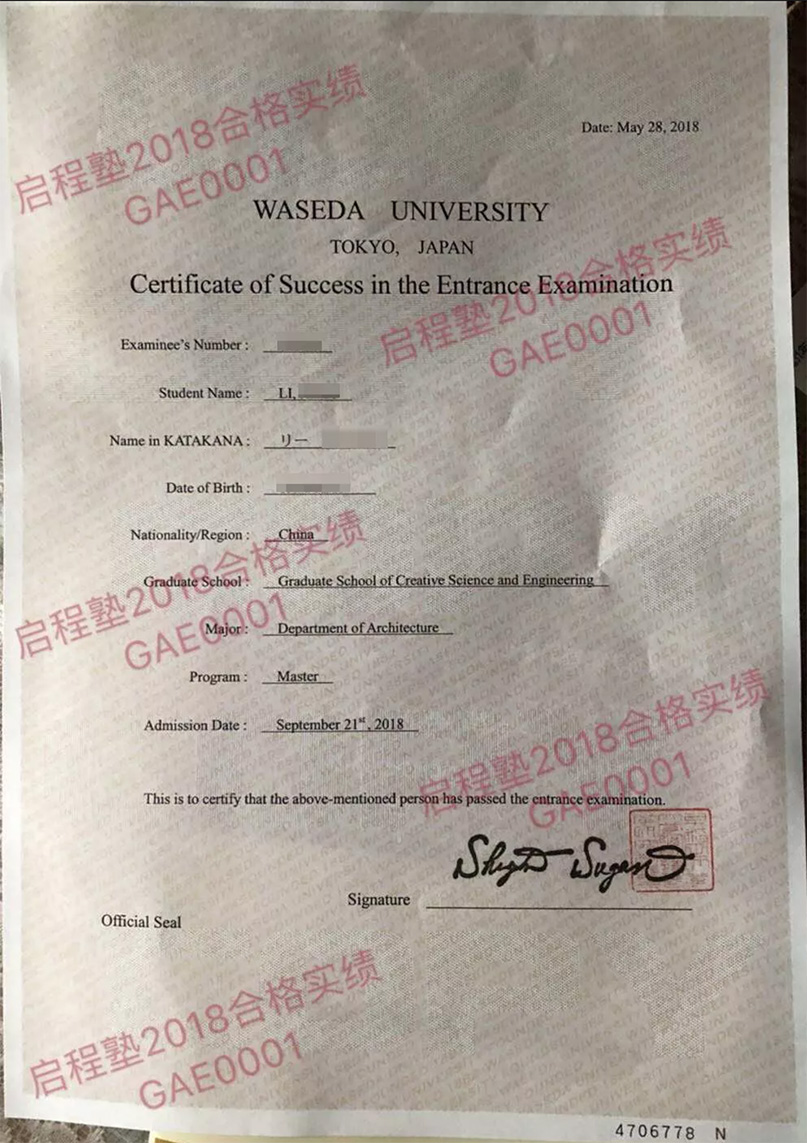 Date: May 28, 2018
启程塾2018合格实绩
GAE0001
WASEDA UNIVERSITY
TOKYO, JAPAN
Certificate of Success in the Entrance Examination
启程塾2018合格实绩
GAE0001
Examinee's Number :
Student Name : LI,
Name in KATAKANA : リー
Date of Birth :
Nationality/Region : China
启程塾2018合格实绩
GAE0001
Graduate School : Graduate School of Creative Science and Engineering
Major : Department of Architecture
Program : Master
Admission Date : September 21st, 2018
启程塾2018合格实绩
GAE0001
This is to certify that the above-mentioned person has passed the entrance examination.
Signature
Official Seal
启程塾2018合格实绩
GAE0001
4706778 N